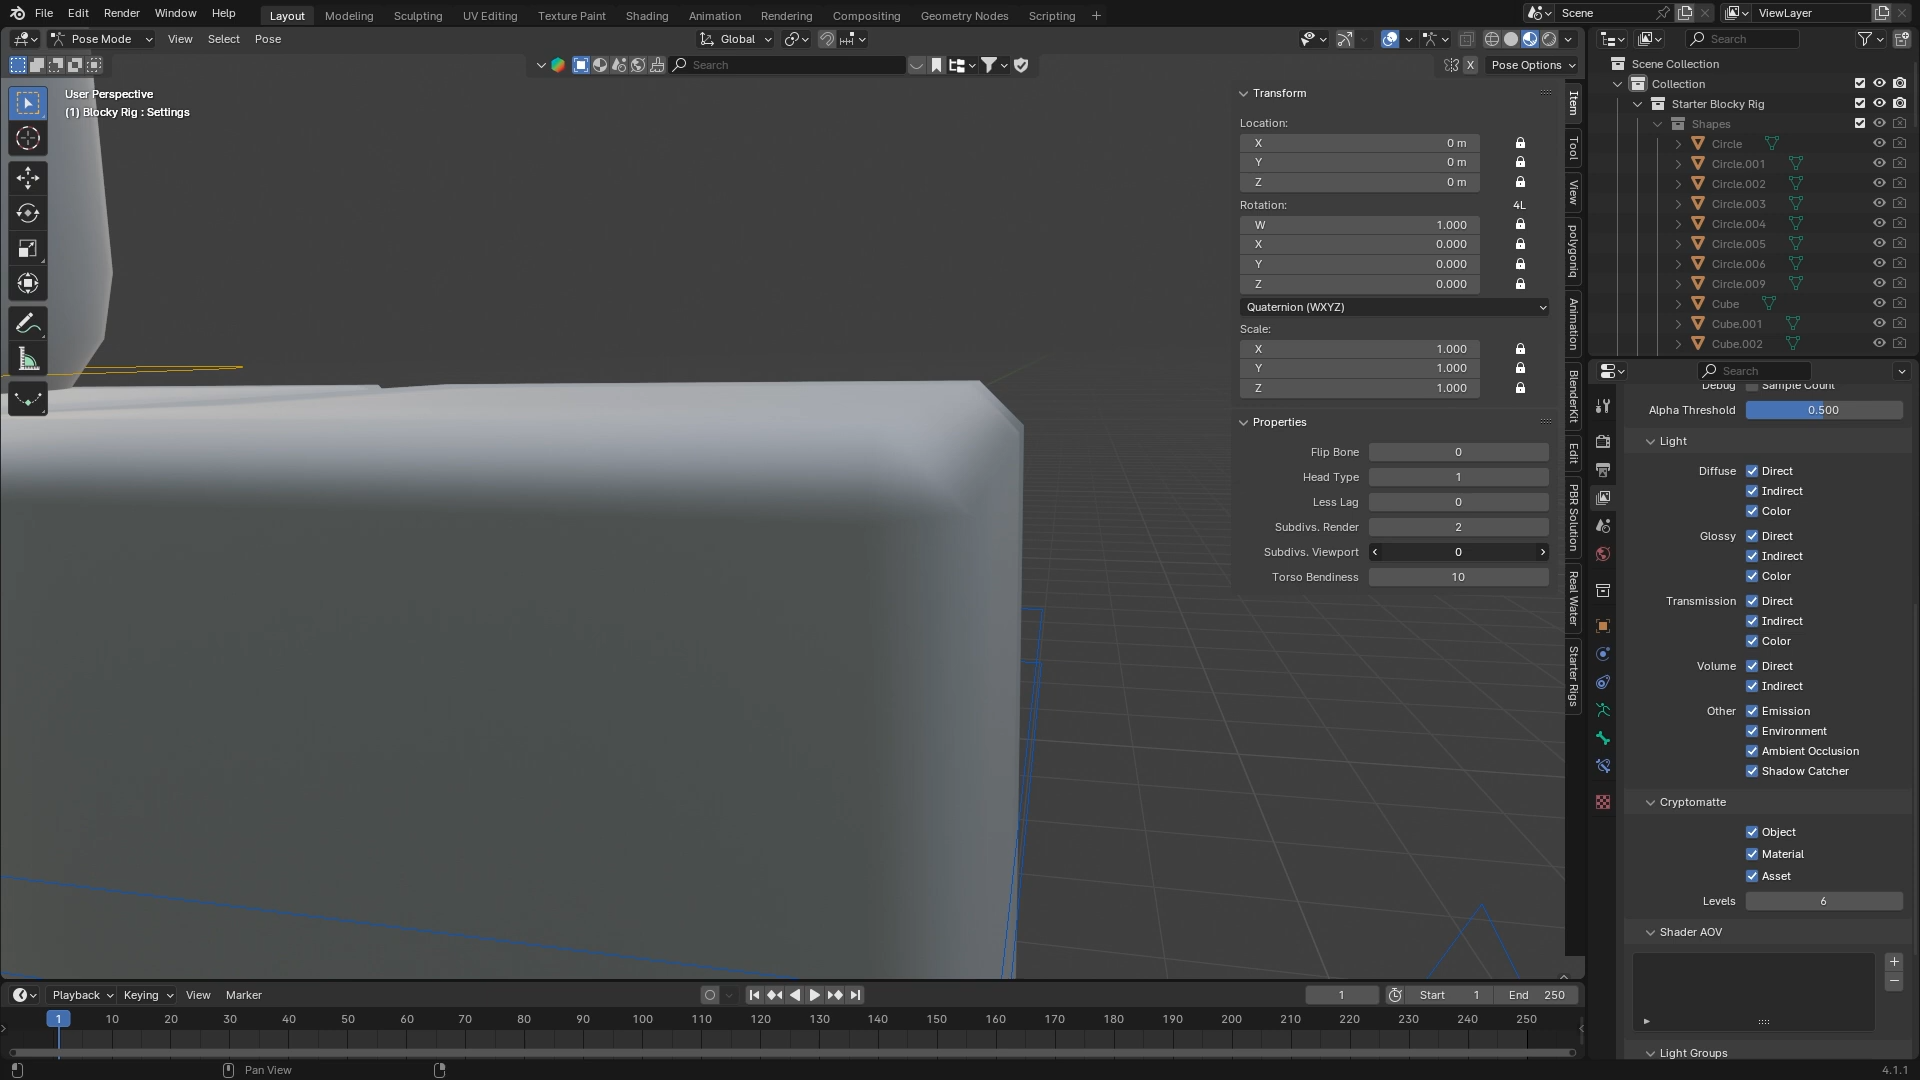 File Edit Render Window Help Layout Modeling Sculpting UV Editing Texture Paint Shading Animation Rendering Compositing Geometry Nodes Scripting + Scene ViewLayer
Pose Mode View Select Pose Global Search
Search X Pose Options
User Perspective
(1) Blocky Rig : Settings
Transform
Location:
X 0 m
Y 0 m
Z 0 m
Rotation: 4L
W 1.000
X 0.000
Y 0.000
Z 0.000
Quaternion (WXYZ)
Scale:
X 1.000
Y 1.000
Z 1.000
Properties
Flip Bone 0
Head Type 1
Less Lag 0
Subdivs. Render 2
Subdivs. Viewport 0
Torso Bendiness 10
Item
Tool
View
polygoniq
Animation
BlenderKit
Edit
PBR Solution
Real Water
Starter Rigs
Scene Collection
Collection
Starter Blocky Rig
Shapes
Circle
Circle.001
Circle.002
Circle.003
Circle.004
Circle.005
Circle.006
Circle.009
Cube
Cube.001
Cube.002
Search
Debug Sample Count
Alpha Threshold 0.500
Light
Diffuse Direct
Indirect
Color
Glossy Direct
Indirect
Color
Transmission Direct
Indirect
Color
Volume Direct
Indirect
Other Emission
Environment
Ambient Occlusion
Shadow Catcher
Cryptomatte
Object
Material
Asset
Levels 6
Shader AOV
Light Groups
Playback Keying View Marker 1 Start 1 End 250
1 10 20 30 40 50 60 70 80 90 100 110 120 130 140 150 160 170 180 190 200 210 220 230 240 250
Pan View 4.1.1